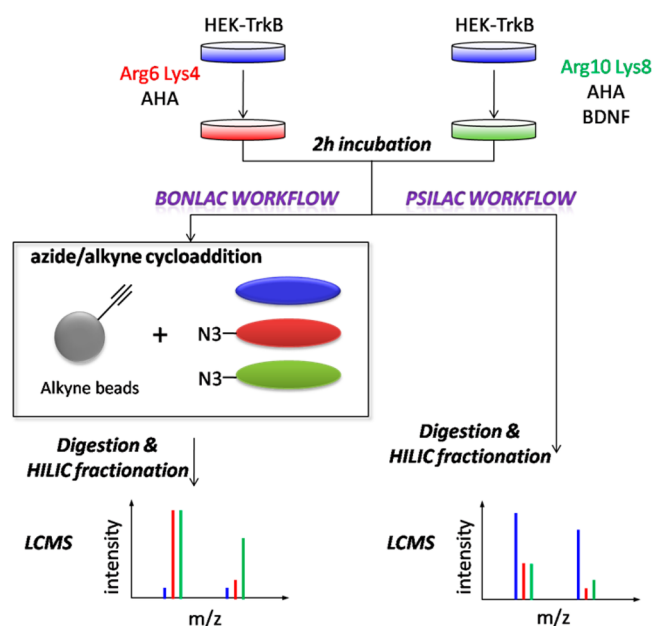 HEK-TrkB
HEK-TrkB
Arg6 Lys4
AHA
Arg10 Lys8
AHA
BDNF
2h incubation
BONLAC WORKFLOW
PSILAC WORKFLOW
azide/alkyne cycloaddition
+
N3
N3
Alkyne beads
Digestion &
HILIC fractionation
Digestion &
HILIC fractionation
LCMS
intensity
m/z
LCMS
intensity
m/z